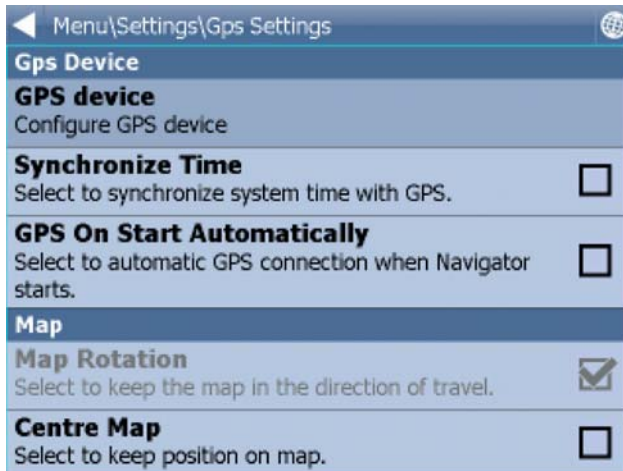 Menu\Settings\Gps Settings
Gps Device
GPS device
Configure GPS device
Synchronize Time
Select to synchronize system time with GPS.
GPS On Start Automatically
Select to automatic GPS connection when Navigator
starts.
Map
Map Rotation
Select to keep the map in the direction of travel.
Centre Map
Select to keep position on map.